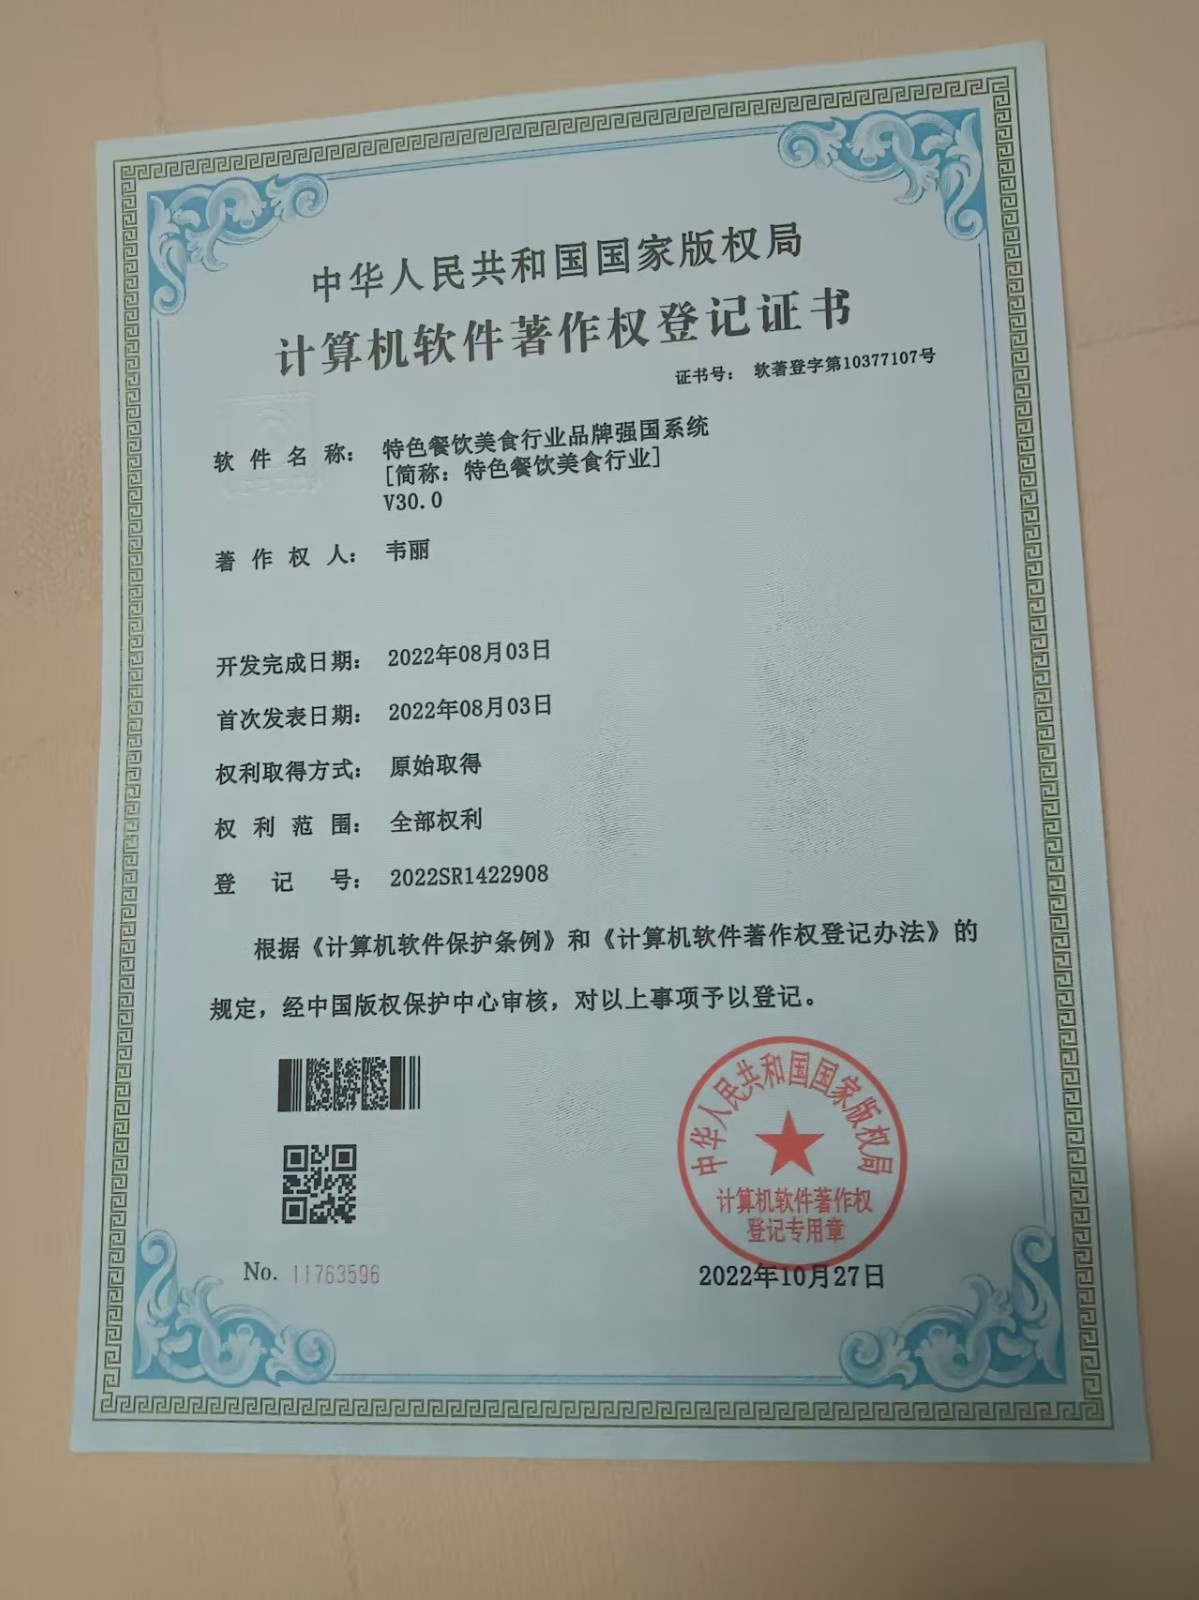 中华人民共和国国家版权局
计算机软件著作权登记证书
证书号： 软著登字第10377107号
软件名称： 特色餐饮美食行业品牌强国系统
[简称：特色餐饮美食行业]
V30.0
著作权人： 韦丽
开发完成日期： 2022年08月03日
首次发表日期： 2022年08月03日
权利取得方式： 原始取得
权利范围： 全部权利
登记号： 2022SR1422908
根据《计算机软件保护条例》和《计算机软件著作权登记办法》的
规定，经中国版权保护中心审核，对以上事项予以登记。
中华人民共和国国家版权局
计算机软件著作权
登记专用章
No. 11763596
2022年10月27日